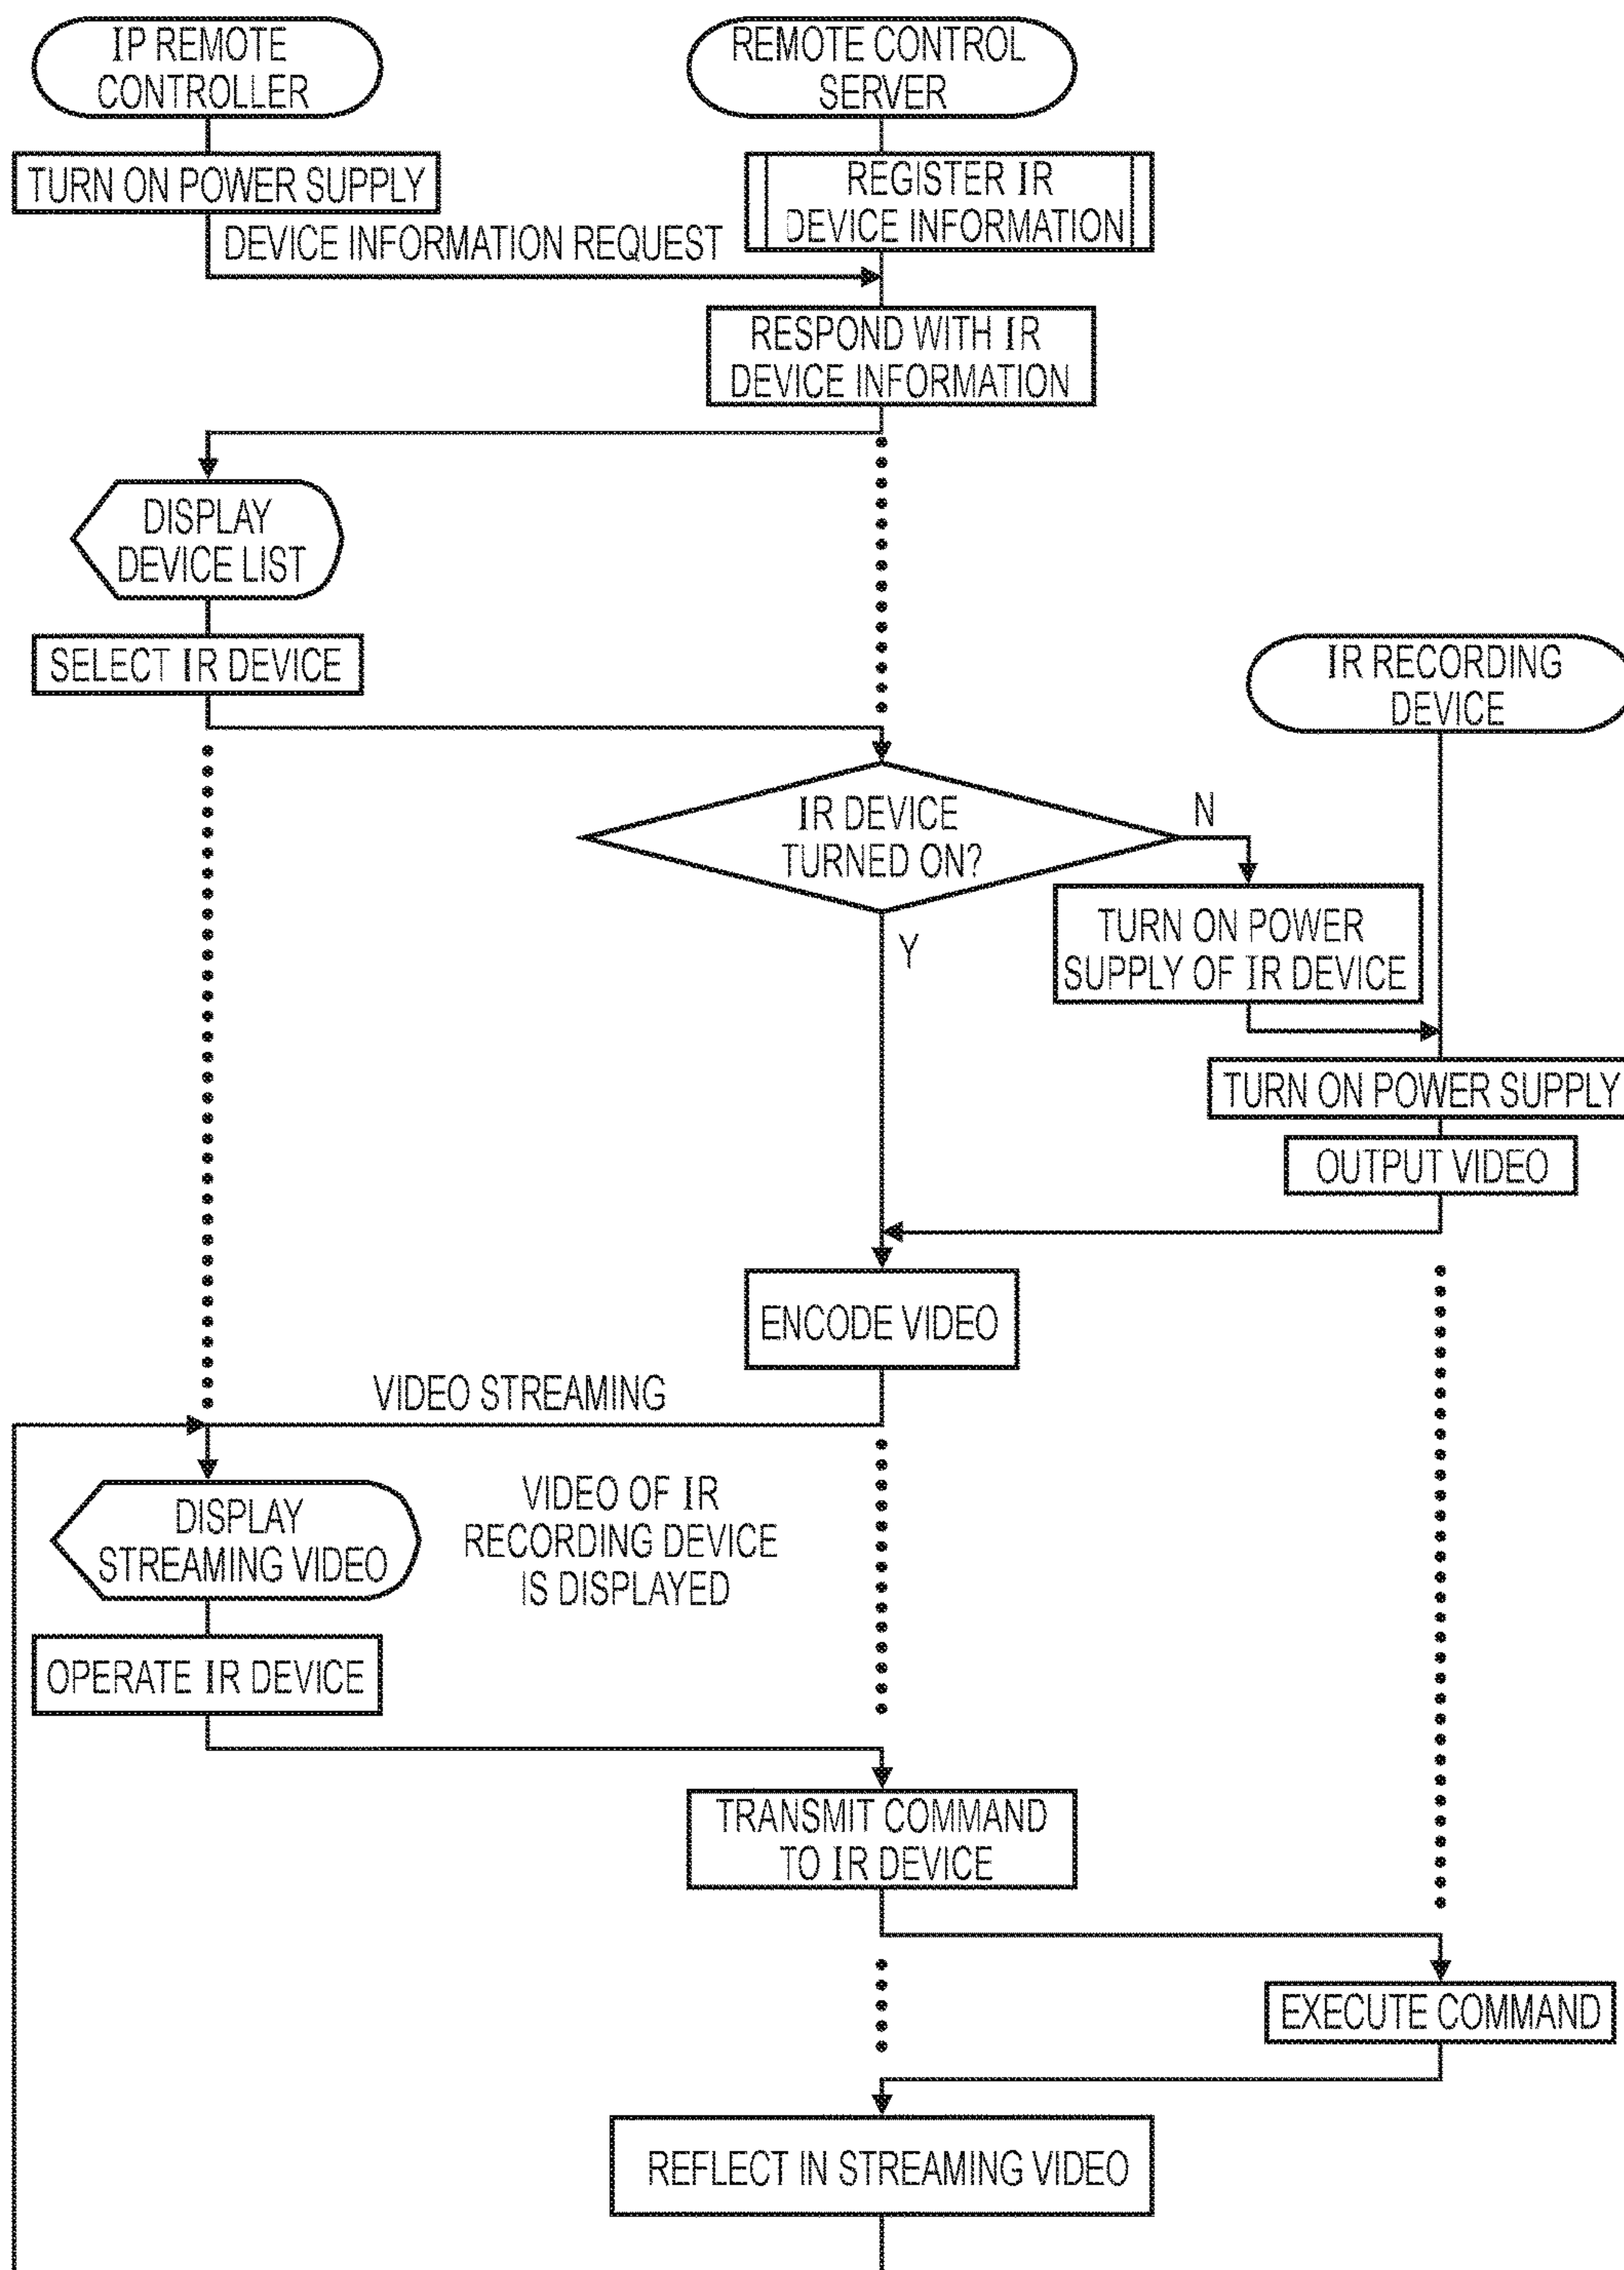 IP REMOTE
CONTROLLER
REMOTE CONTROL
SERVER
TURN ON POWER SUPPLY
REGISTER IR
DEVICE INFORMATION
DEVICE INFORMATION REQUEST
RESPOND WITH IR
DEVICE INFORMATION
DISPLAY
DEVICE LIST
SELECT IR DEVICE
IR RECORDING
DEVICE
IR DEVICE
TURNED ON?
N
Y
TURN ON POWER
SUPPLY OF IR DEVICE
TURN ON POWER SUPPLY
OUTPUT VIDEO
ENCODE VIDEO
VIDEO STREAMING
DISPLAY
STREAMING VIDEO
VIDEO OF IR
RECORDING DEVICE
IS DISPLAYED
OPERATE IR DEVICE
TRANSMIT COMMAND
TO IR DEVICE
EXECUTE COMMAND
REFLECT IN STREAMING VIDEO